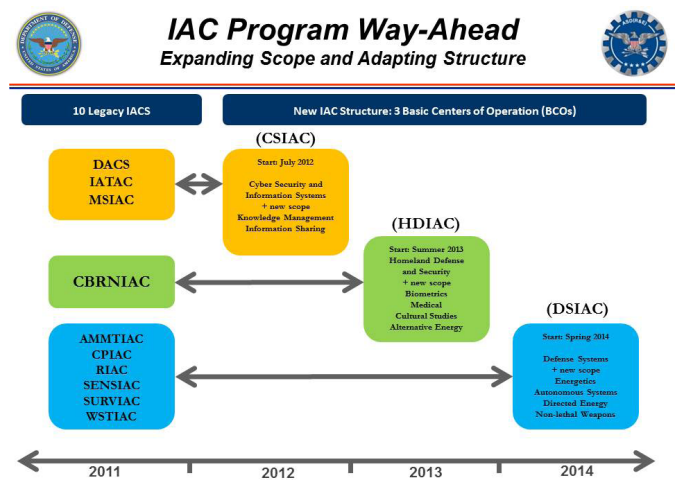 IAC Program Way-Ahead
Expanding Scope and Adapting Structure
10 Legacy IACS
New IAC Structure: 3 Basic Centers of Operation (BCOs)
(CSIAC)
DACS
IATAC
MSIAC
Start: July 2012
Cyber Security and
Information Systems
+ new scope
Knowledge Management
Information Sharing
(HDIAC)
CBRNIAC
Start: Summer 2013
Homeland Defense
and Security
+ new scope
Biometrics
Medical
Cultural Studies
Alternative Energy
(DSIAC)
AMMTIAC
CPIAC
RIAC
SENSIAC
SURVIAC
WSTIAC
Start: Spring 2014
Defense Systems
+ new scope
Energetics
Autonomous Systems
Directed Energy
Non-lethal Weapons
2011
2012
2013
2014